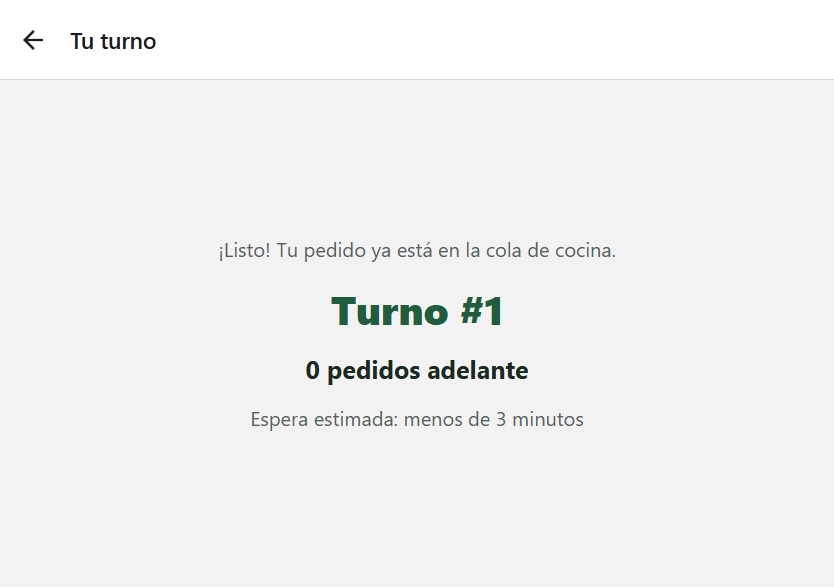 Tu turno
¡Listo! Tu pedido ya está en la cola de cocina.
Turno #1
0 pedidos adelante
Espera estimada: menos de 3 minutos